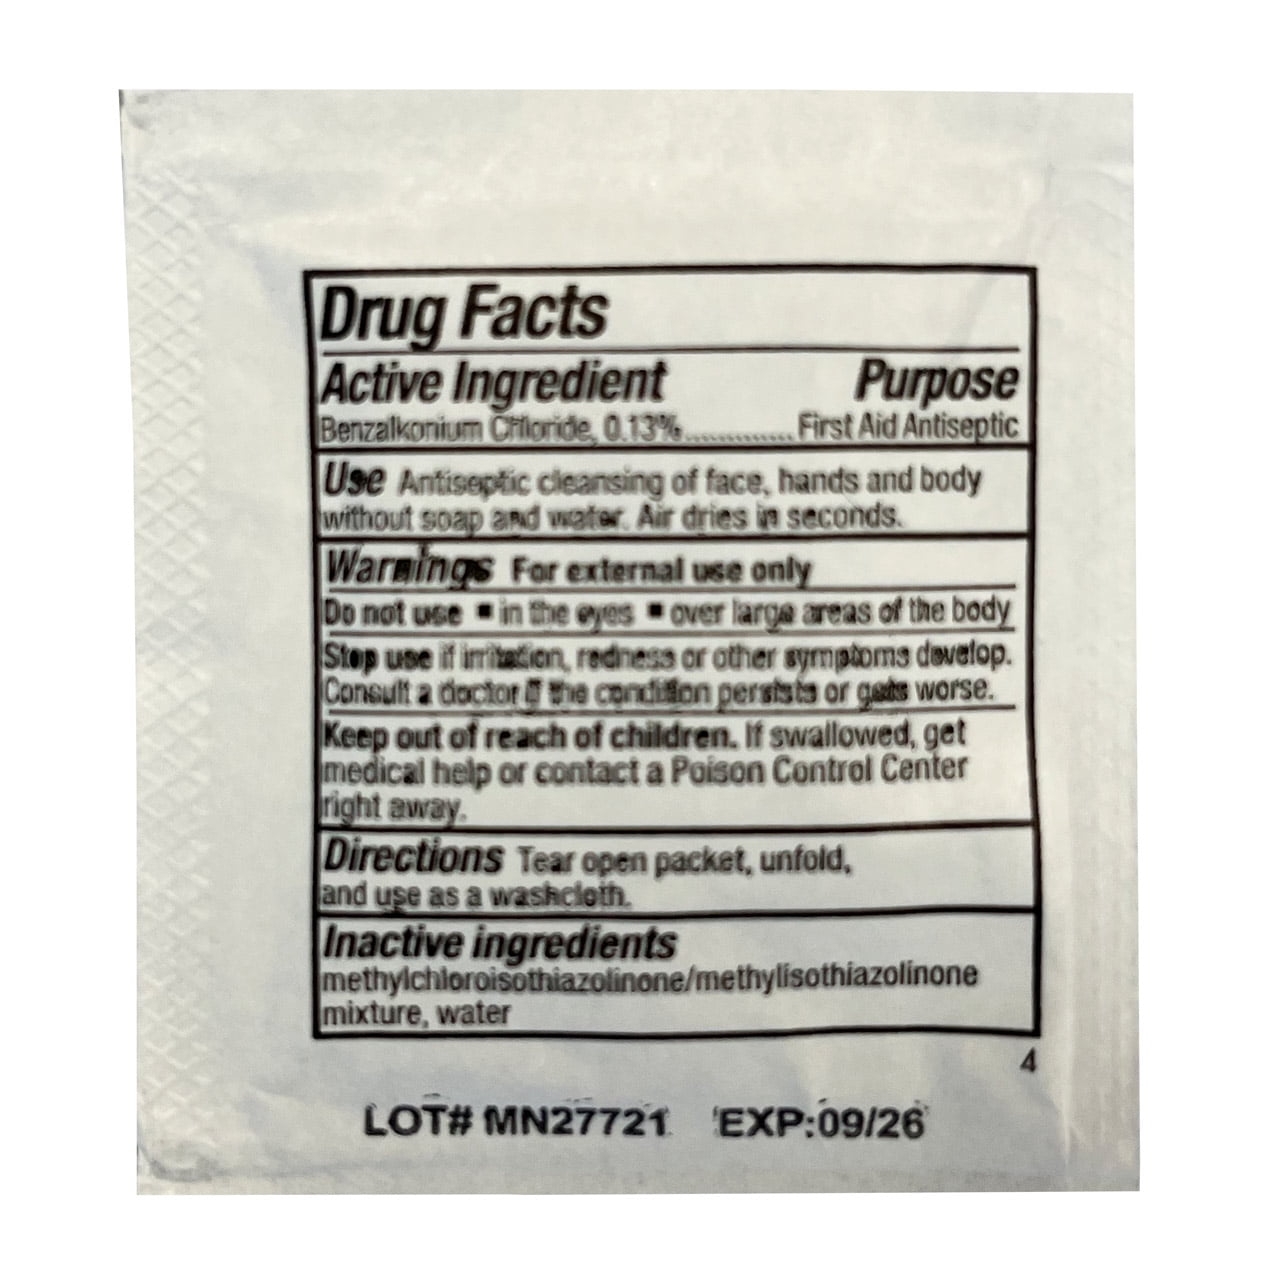 Drug Facts
Active Ingredient Purpose
Benzalkonium Chloride, 0.13%............. First Aid Antiseptic
Use Antiseptic cleansing of face, hands and body
without soap and water. Air dries in seconds.
Warnings For external use only
Do not use ▪ in the eyes ▪ over large areas of the body
Stop use if irritation, redness or other symptoms develop.
Consult a doctor if the condition persists or gets worse.
Keep out of reach of children. If swallowed, get
medical help or contact a Poison Control Center
right away.
Directions Tear open packet, unfold,
and use as a washcloth.
Inactive ingredients
methylchloroisothiazolinone/methylisothiazolinone
mixture, water
4
LOT# MN27721 EXP:09/26